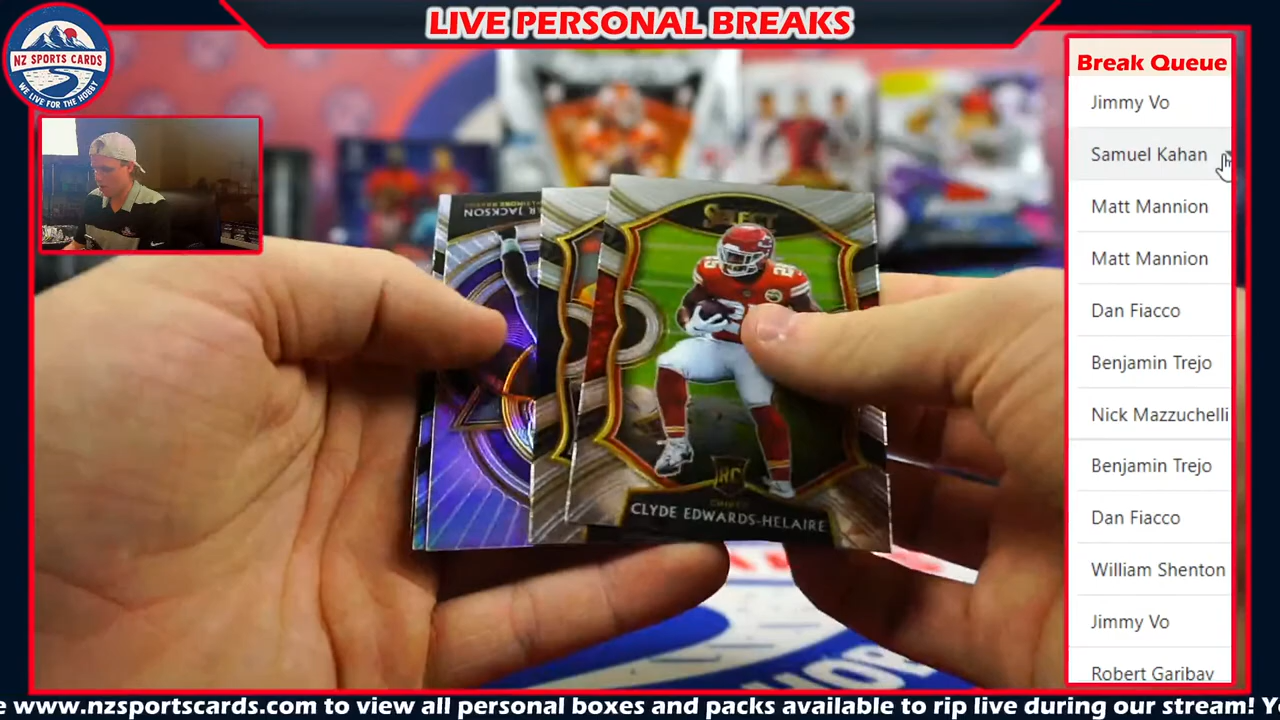 LIVE PERSONAL BREAKS
NZ SPORTS CARDS
WE LIVE FOR THE HOBBY
Break Queue
Jimmy Vo
Samuel Kahan
Matt Mannion
Matt Mannion
Dan Fiacco
Benjamin Trejo
Nick Mazzuchelli
Benjamin Trejo
Dan Fiacco
William Shenton
Jimmy Vo
Robert Garibay
JACKSON
SELECT
RC
CHIEFS
CLYDE EDWARDS-HELAIRE
www.nzsportscards.com to view all personal boxes and packs available to rip live during our stream!